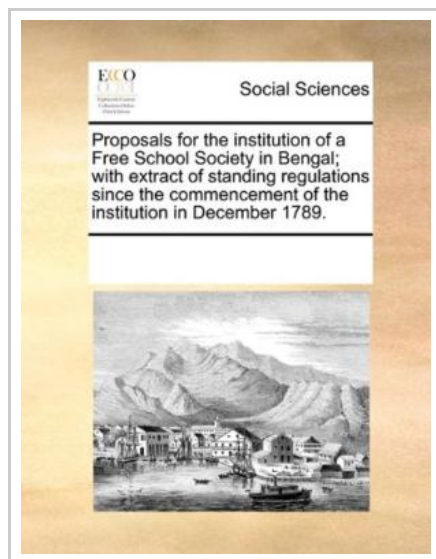 ECCO
Social Sciences
Proposals for the institution of a
Free School Society in Bengal;
with extract of standing regulations
since the commencement of the
institution in December 1789.